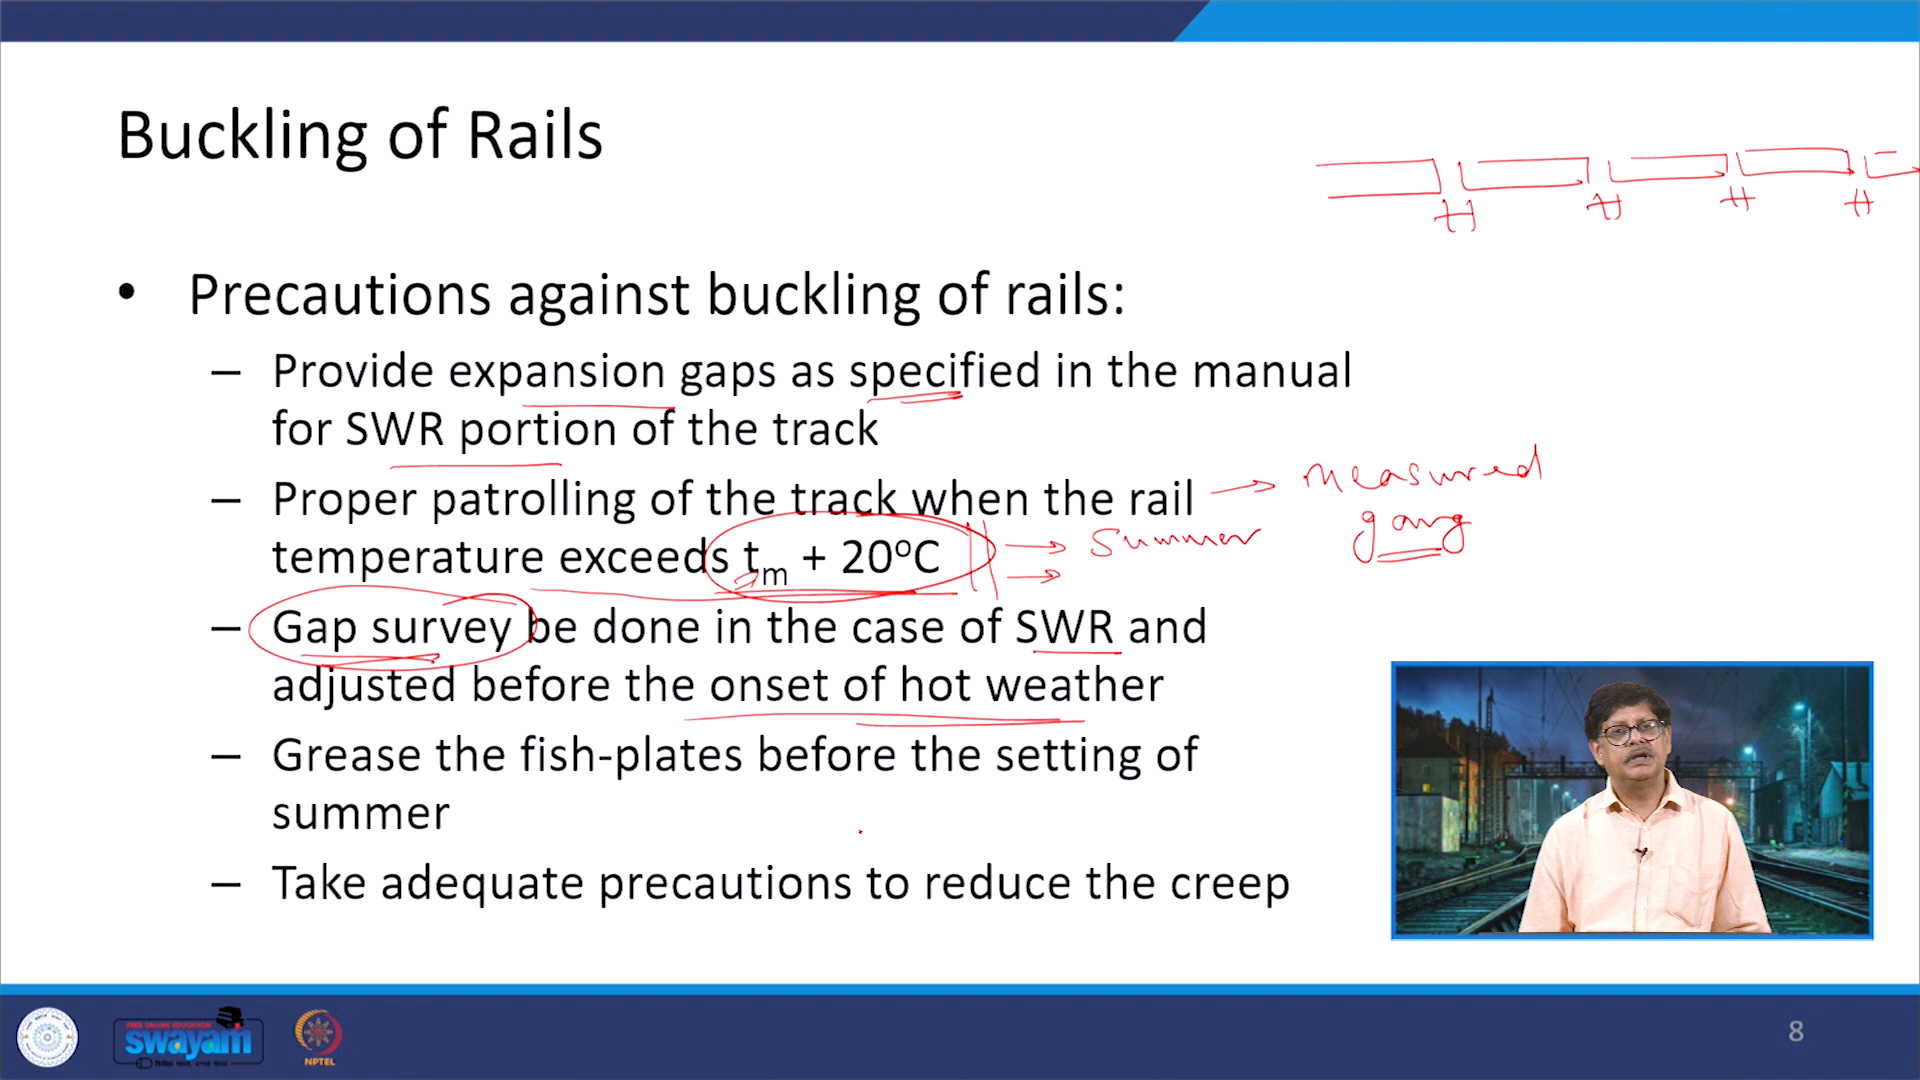 Buckling of Rails
• Precautions against buckling of rails:
– Provide expansion gaps as specified in the manual
for SWR portion of the track
– Proper patrolling of the track when the rail → measured
temperature exceeds tm + 20°C → summer gang
– Gap survey be done in the case of SWR and
adjusted before the onset of hot weather
– Grease the fish-plates before the setting of
summer
– Take adequate precautions to reduce the creep
FREE ONLINE EDUCATION
swayam
NPTEL
8